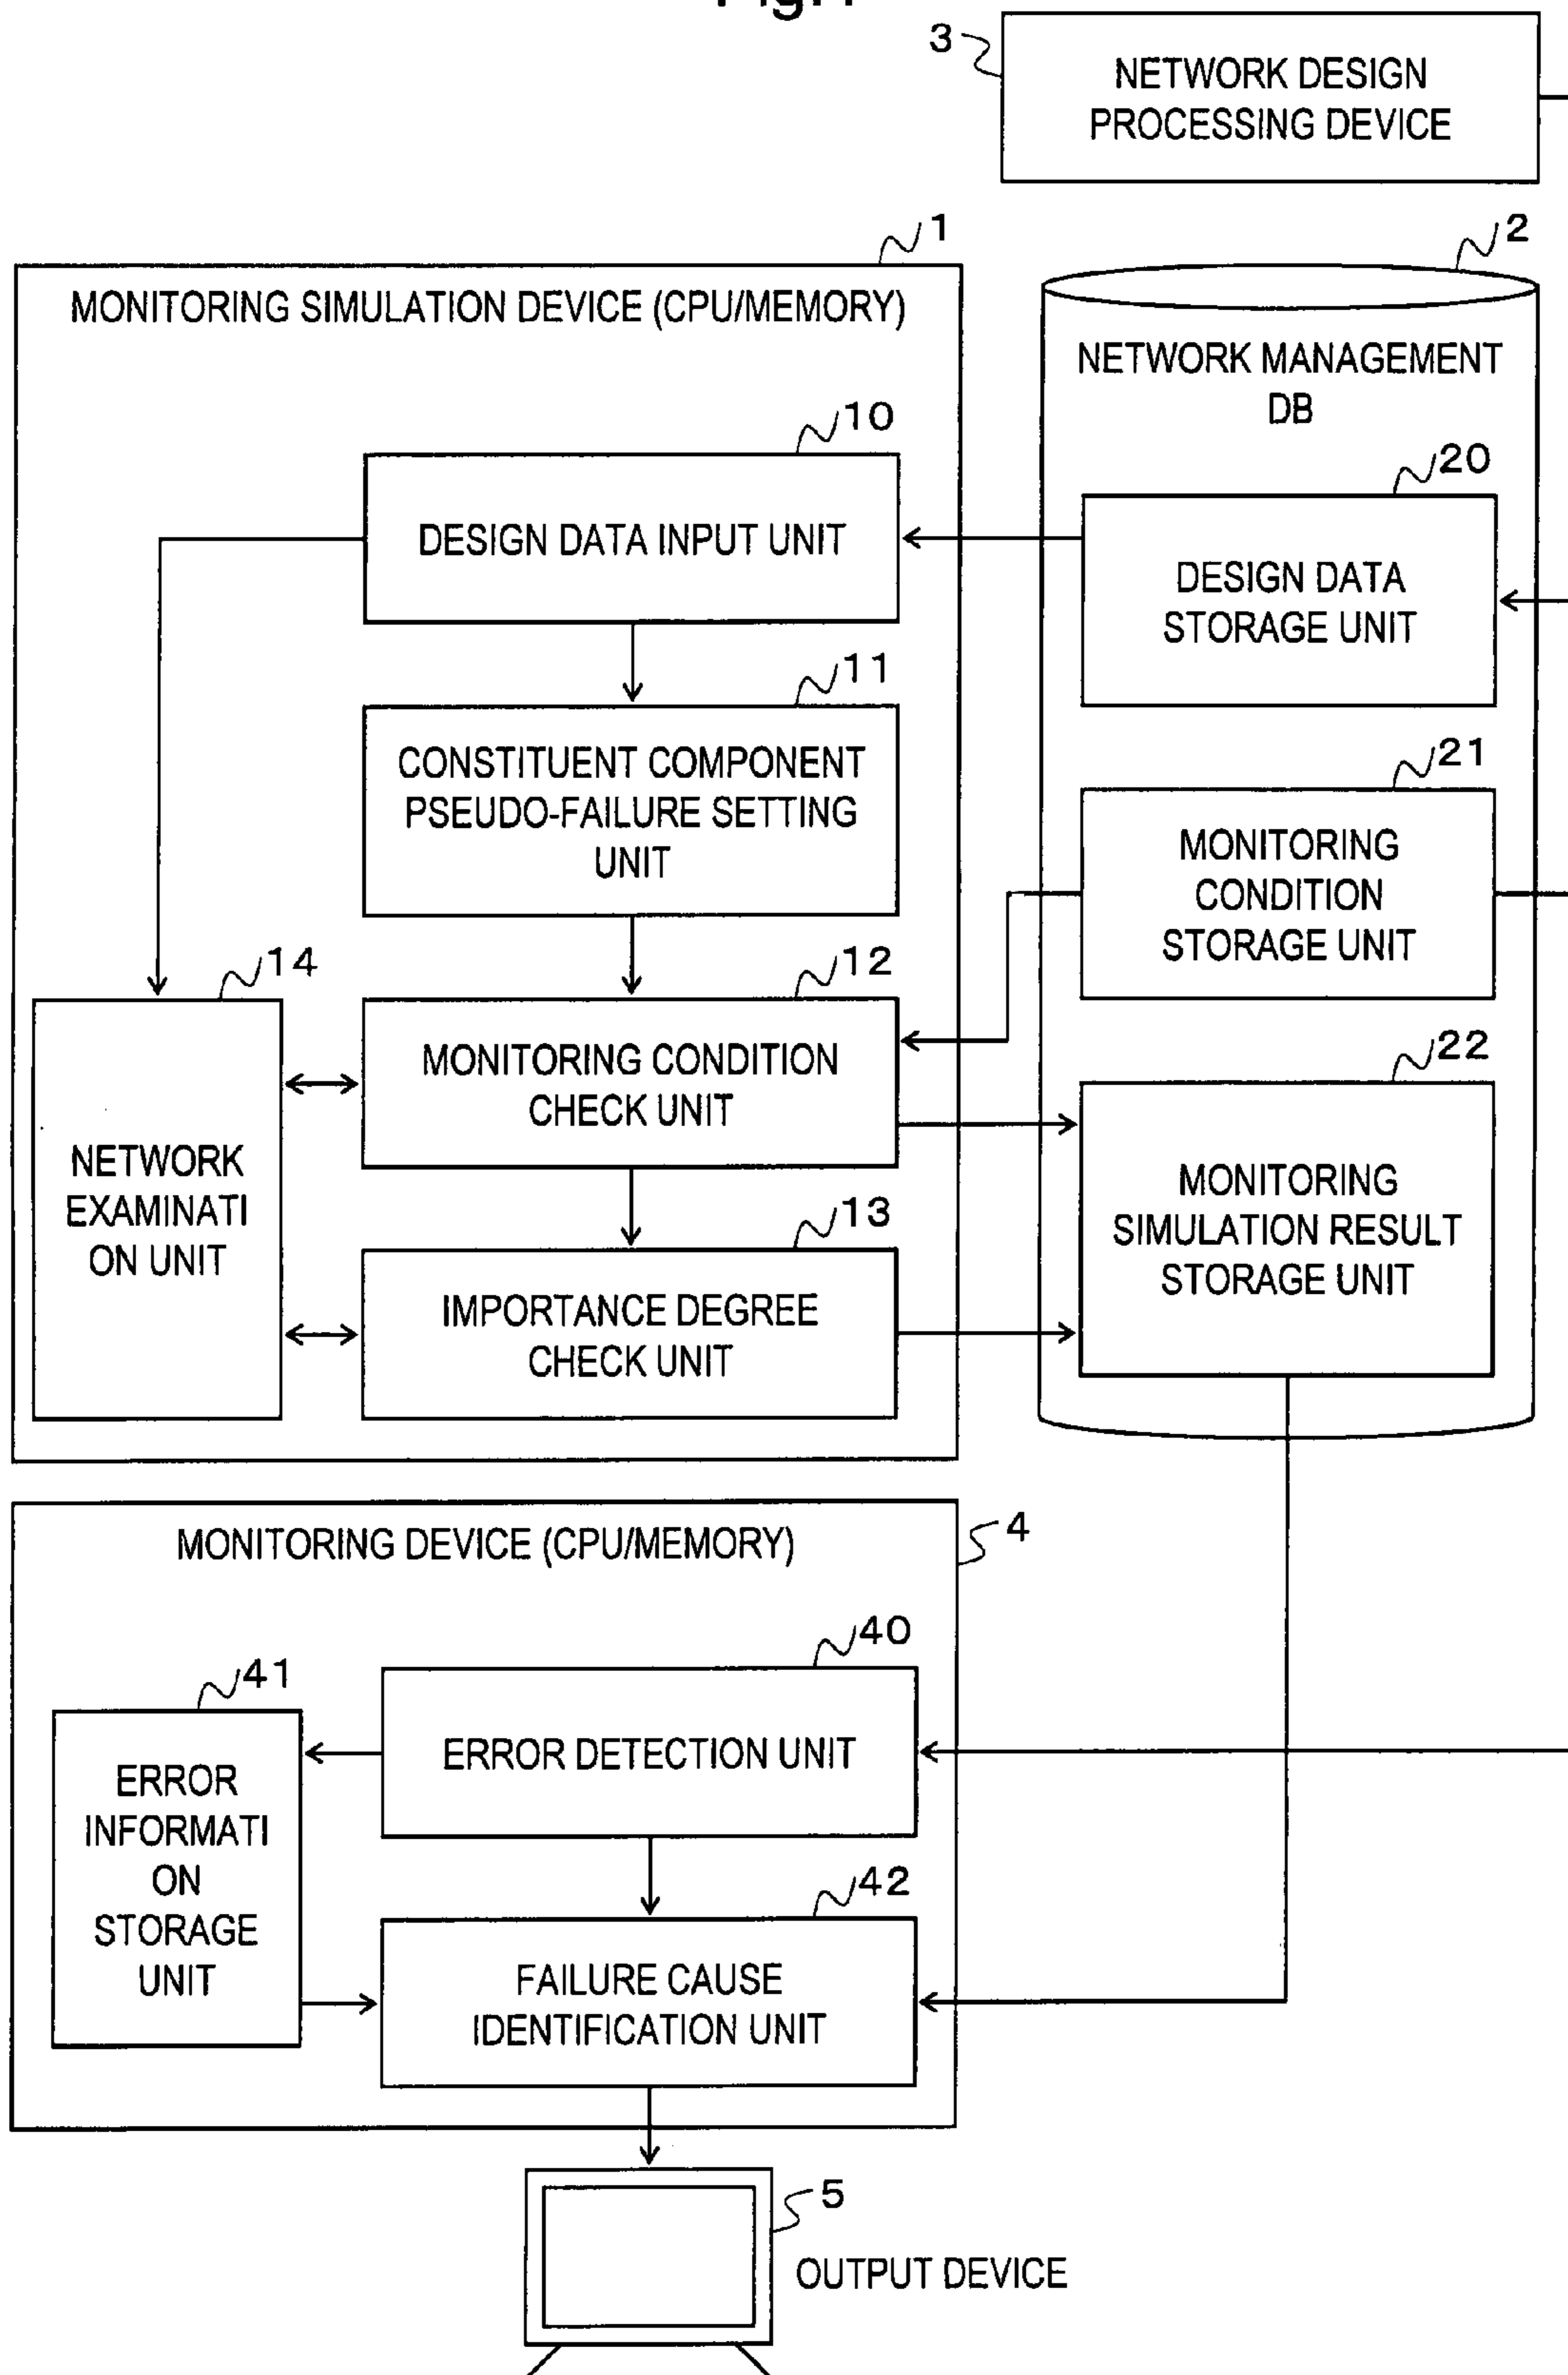 3
NETWORK DESIGN
PROCESSING DEVICE
1
MONITORING SIMULATION DEVICE (CPU/MEMORY)
2
NETWORK MANAGEMENT
DB
10
DESIGN DATA INPUT UNIT
20
DESIGN DATA
STORAGE UNIT
11
CONSTITUENT COMPONENT
PSEUDO-FAILURE SETTING
UNIT
21
MONITORING
CONDITION
STORAGE UNIT
14
NETWORK
EXAMINATI
ON UNIT
12
MONITORING CONDITION
CHECK UNIT
22
MONITORING
SIMULATION RESULT
STORAGE UNIT
13
IMPORTANCE DEGREE
CHECK UNIT
4
MONITORING DEVICE (CPU/MEMORY)
40
ERROR DETECTION UNIT
41
ERROR
INFORMATI
ON
STORAGE
UNIT
42
FAILURE CAUSE
IDENTIFICATION UNIT
5
OUTPUT DEVICE